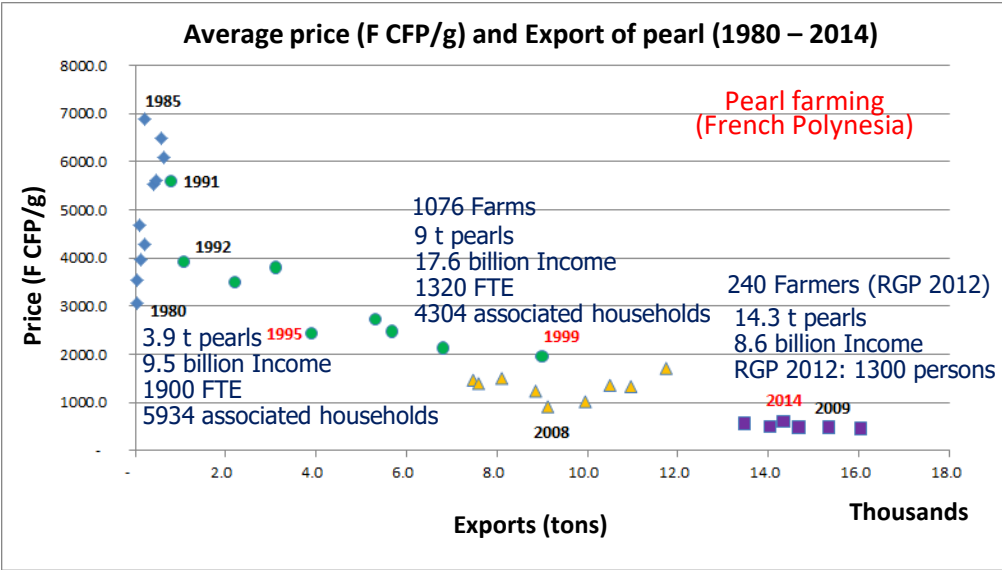 Average price (F CFP/g) and Export of pearl (1980 – 2014)
Pearl farming
(French Polynesia)
Price (F CFP/g)
8000.0
7000.0
6000.0
5000.0
4000.0
3000.0
2000.0
1000.0
-
1985
1991
1992
1980
1995
1999
2008
2014
2009
3.9 t pearls
9.5 billion Income
1900 FTE
5934 associated households
1076 Farms
9 t pearls
17.6 billion Income
1320 FTE
4304 associated households
240 Farmers (RGP 2012)
14.3 t pearls
8.6 billion Income
RGP 2012: 1300 persons
-
2.0
4.0
6.0
8.0
10.0
12.0
14.0
16.0
18.0
Exports (tons)
Thousands